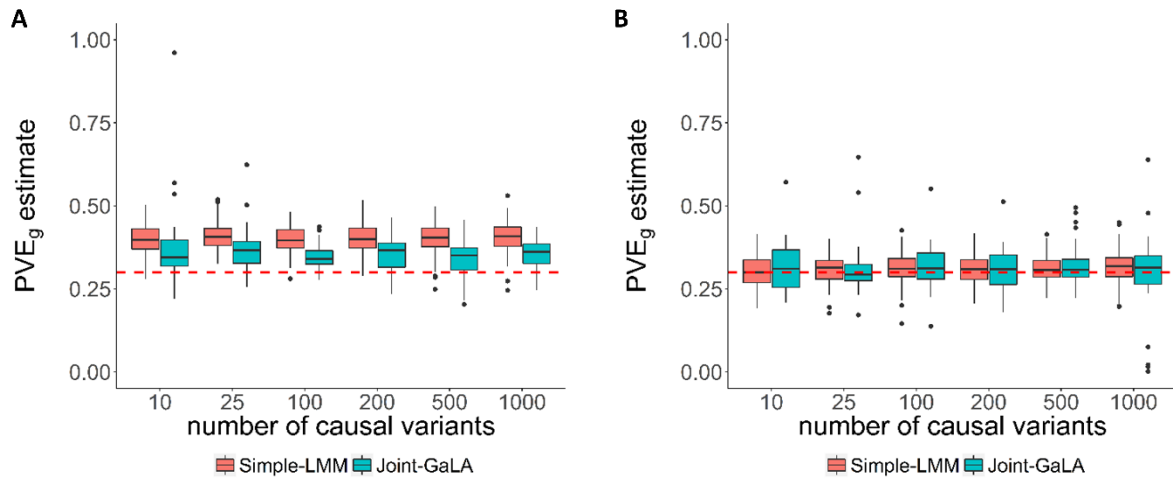 A
PVEg estimate
1.00
0.75
0.50
0.25
0.00
10 25 100 200 500 1000
number of causal variants
Simple-LMM Joint-GaLA
B
PVEg estimate
1.00
0.75
0.50
0.25
0.00
10 25 100 200 500 1000
number of causal variants
Simple-LMM Joint-GaLA